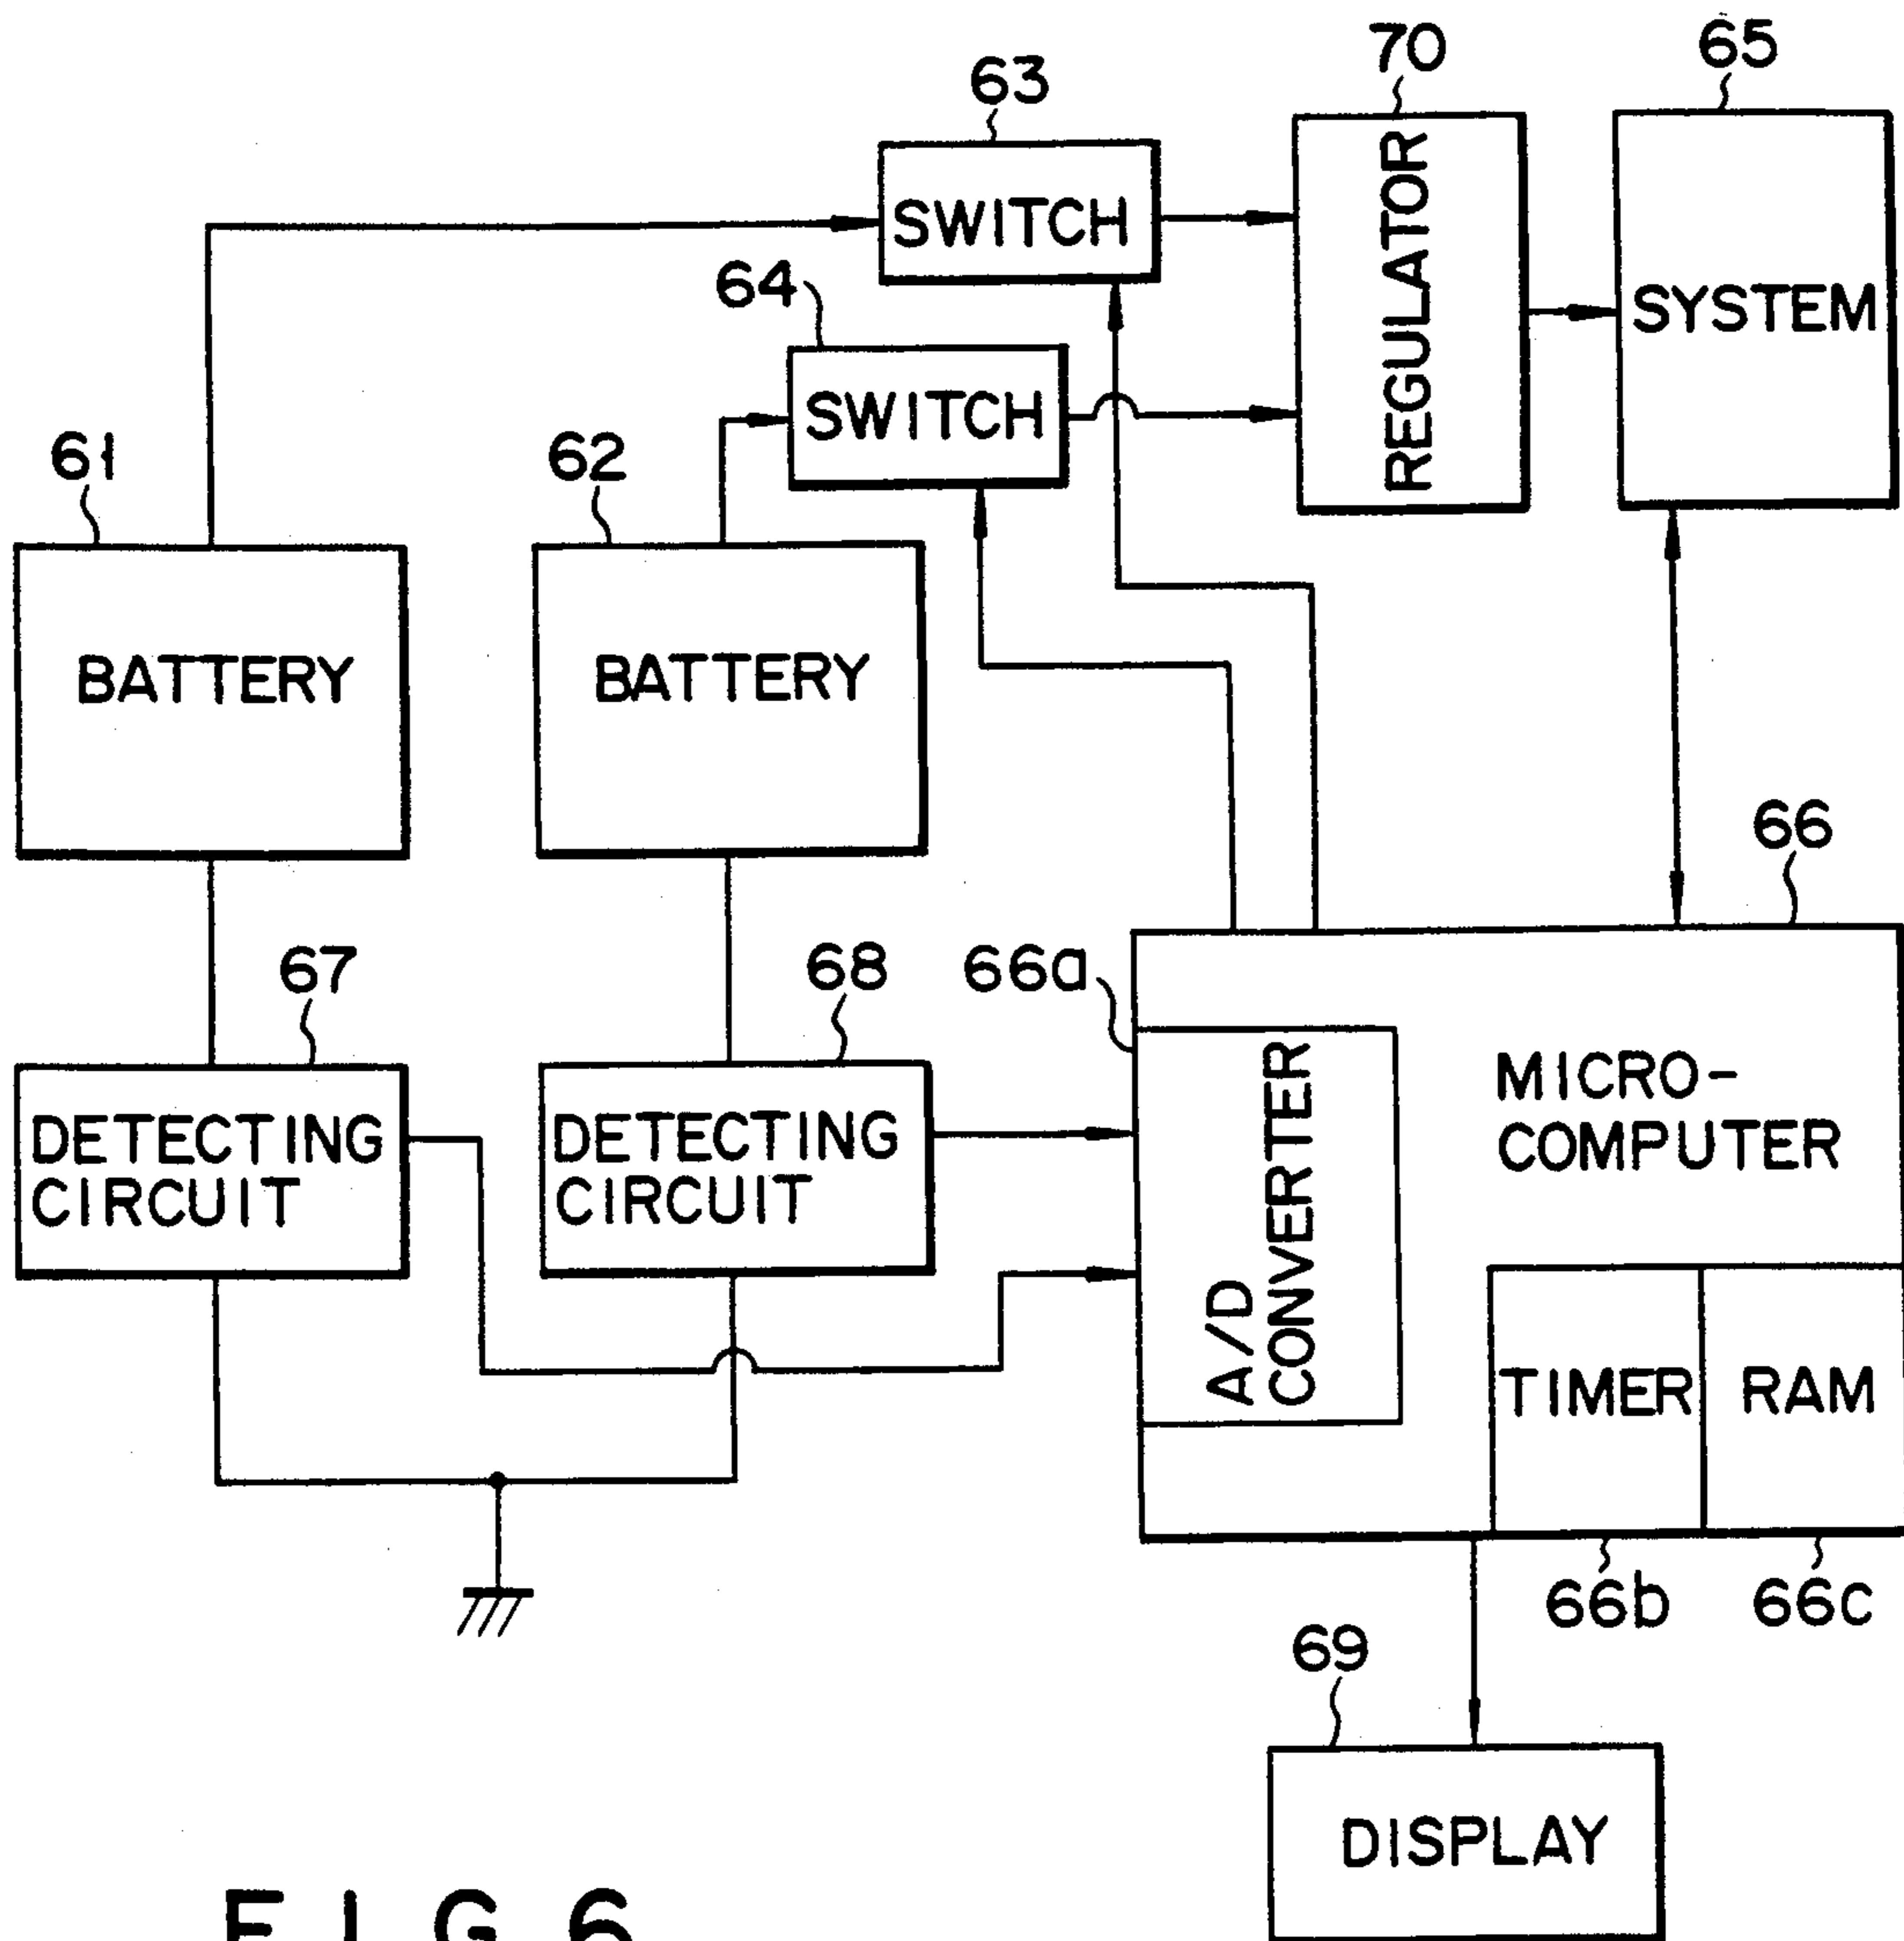 70
65
63
SWITCH
REGULATOR
SYSTEM
64
SWITCH
61
62
BATTERY
BATTERY
66
67
68
66a
MICRO-
COMPUTER
DETECTING
CIRCUIT
DETECTING
CIRCUIT
A/D
CONVERTER
TIMER
RAM
66b
66c
69
DISPLAY
FIG 6